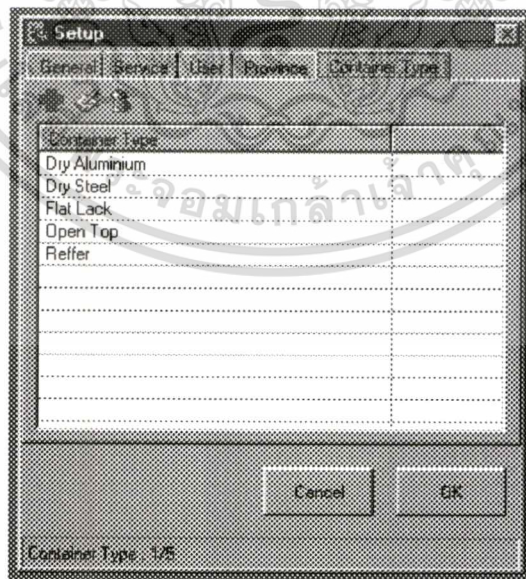 Setup
General Service User Province Container Type
Container Type
Dry Aluminium
Dry Steel
Flat Lack
Open Top
Reffer
Cancel OK
Container Type : 1/5